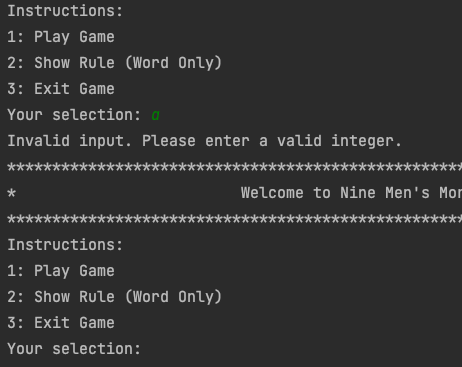 Instructions:
1: Play Game
2: Show Rule (Word Only)
3: Exit Game
Your selection: a
Invalid input. Please enter a valid integer.
***************************************************
* Welcome to Nine Men's Mor
***************************************************
Instructions:
1: Play Game
2: Show Rule (Word Only)
3: Exit Game
Your selection: